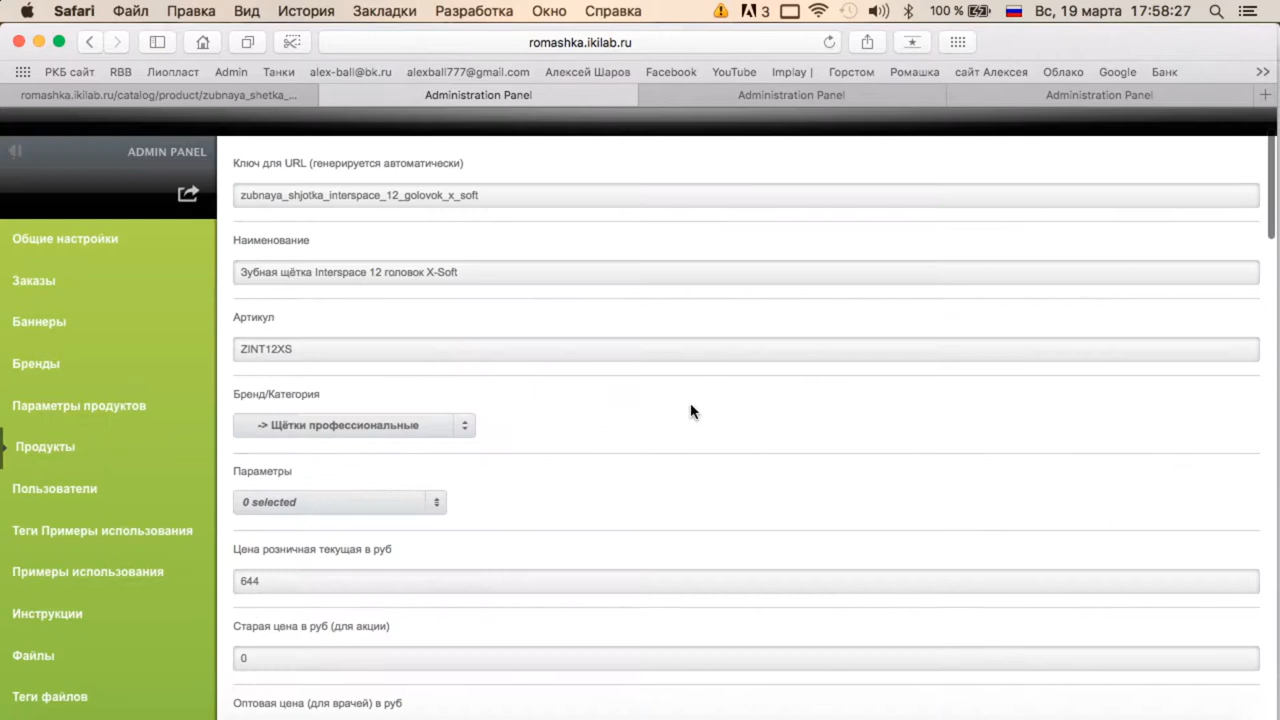 Safari Файл Правка Вид История Закладки Разработка Окно Справка 3 100 % Вс, 19 марта 17:58:27
romashka.ikilab.ru
РКБ сайт RBB Лиопласт Admin Танки alex-ball@bk.ru alexball777@gmail.com Алексей Шаров Facebook YouTube Implay | Горстом Ромашка сайт Алексея Облако Google Банк
romashka.ikilab.ru/catalog/product/zubnaya_shetka_... Administration Panel Administration Panel Administration Panel
ADMIN PANEL
Общие настройки
Заказы
Баннеры
Бренды
Параметры продуктов
Продукты
Пользователи
Теги Примеры использования
Примеры использования
Инструкции
Файлы
Теги файлов
Ключ для URL (генерируется автоматически)
zubnaya_shjotka_interspace_12_golovok_x_soft
Наименование
Зубная щётка Interspace 12 головок X-Soft
Артикул
ZINT12XS
Бренд/Категория
-> Щётки профессиональные
Параметры
0 selected
Цена розничная текущая в руб
644
Старая цена в руб (для акции)
0
Оптовая цена (для врачей) в руб